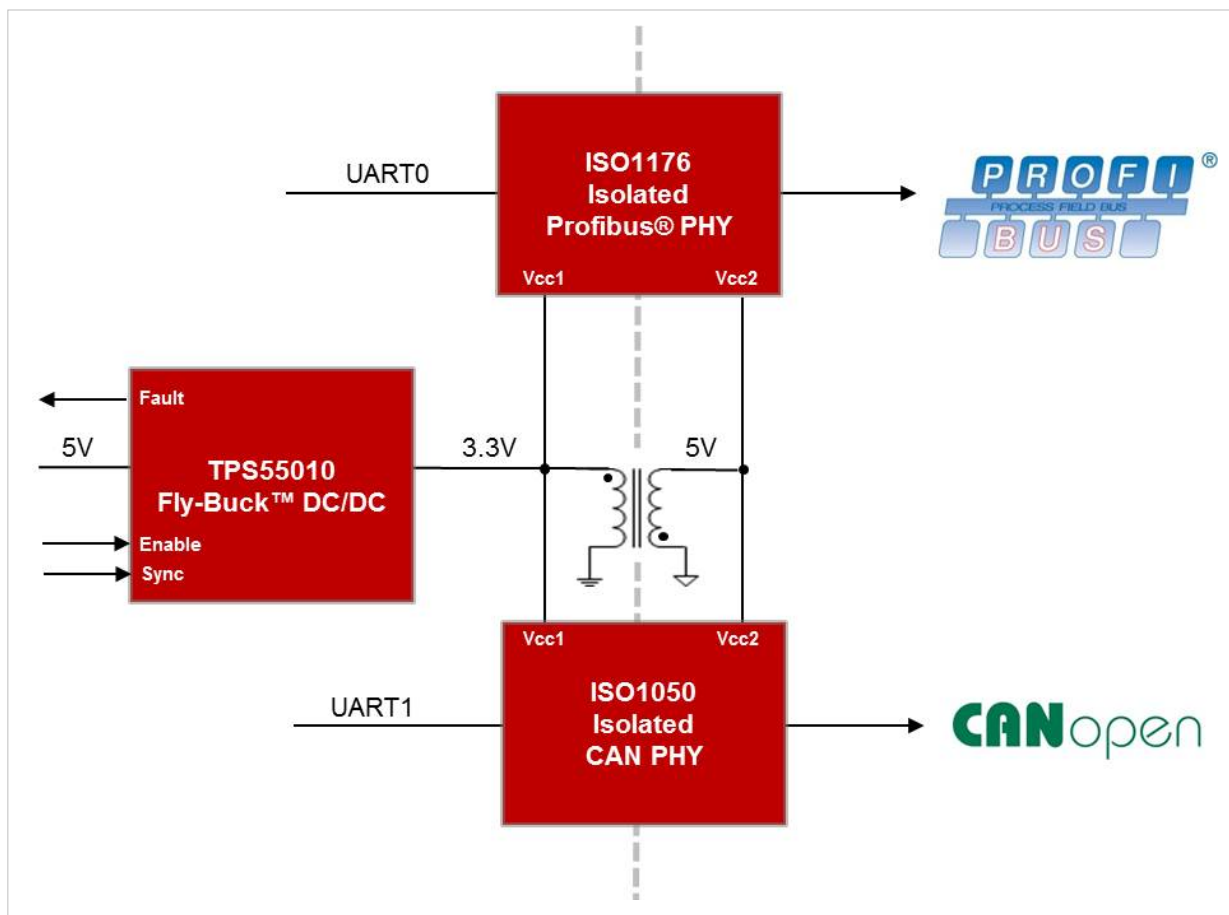 UART0
ISO1176
Isolated
Profibus® PHY
Vcc1 Vcc2
PROFI®
PROCESS FIELD BUS
BUS
Fault
5V
TPS55010
Fly-Buck™ DC/DC
Enable
Sync
3.3V
5V
Vcc1 Vcc2
UART1
ISO1050
Isolated
CAN PHY
CANopen